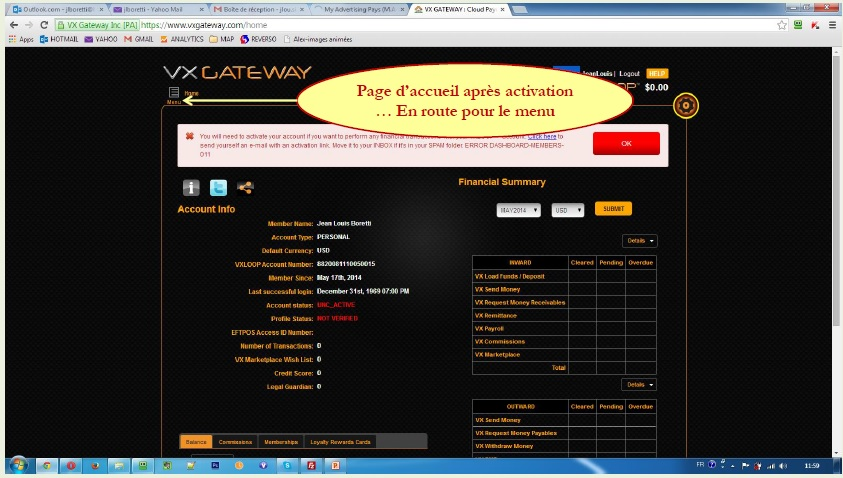 Outlook.com - jlboretti@
jlboretti - Yahoo Mail
Boîte de réception - jlou
My Advertising Pays (MA
VX GATEWAY: Cloud Pay
VX Gateway Inc [PA] https://www.vxgateway.com/home
Apps HOTMAIL YAHOO GMAIL ANALYTICS MAP REVERSO Alex-images animées
VX GATEWAY
JeanLouis | Logout HELP
Home
$0.00
Menu
Page d'accueil après activation
… En route pour le menu
You will need to activate your account if you want to perform any financial
Click here to
send yourself an e-mail with an activation link. Move it to your INBOX if it's in your SPAM folder. ERROR DASHBOARD-MEMBERS-
011
OK
Financial Summary
Account Info
MAY2014 USD SUBMIT
Member Name: Jean Louis Boretti
Account Type: PERSONAL
Default Currency: USD
VXLOOP Account Number: 8820081110050015
Member Since: May 17th, 2014
Last successful login: December 31st, 1969 07:00 PM
Account status: UBC_ACTIVE
Profile Status: NOT VERIFIED
EFTPOS Access ID Number:
Number of Transactions: 0
VX Marketplace Wish List: 0
Credit Score: 0
Legal Guardian: 0
Details
INWARD Cleared Pending Overdue
VX Load Funds / Deposit
VX Send Money
VX Request Money Receivables
VX Remittance
VX Payroll
VX Commissions
VX Marketplace
Total
Details
OUTWARD Cleared Pending Overdue
VX Send Money
VX Request Money Payables
VX Withdraw Money
Balance Commissions Memberships Loyalty Rewards Cards
FR 11:59